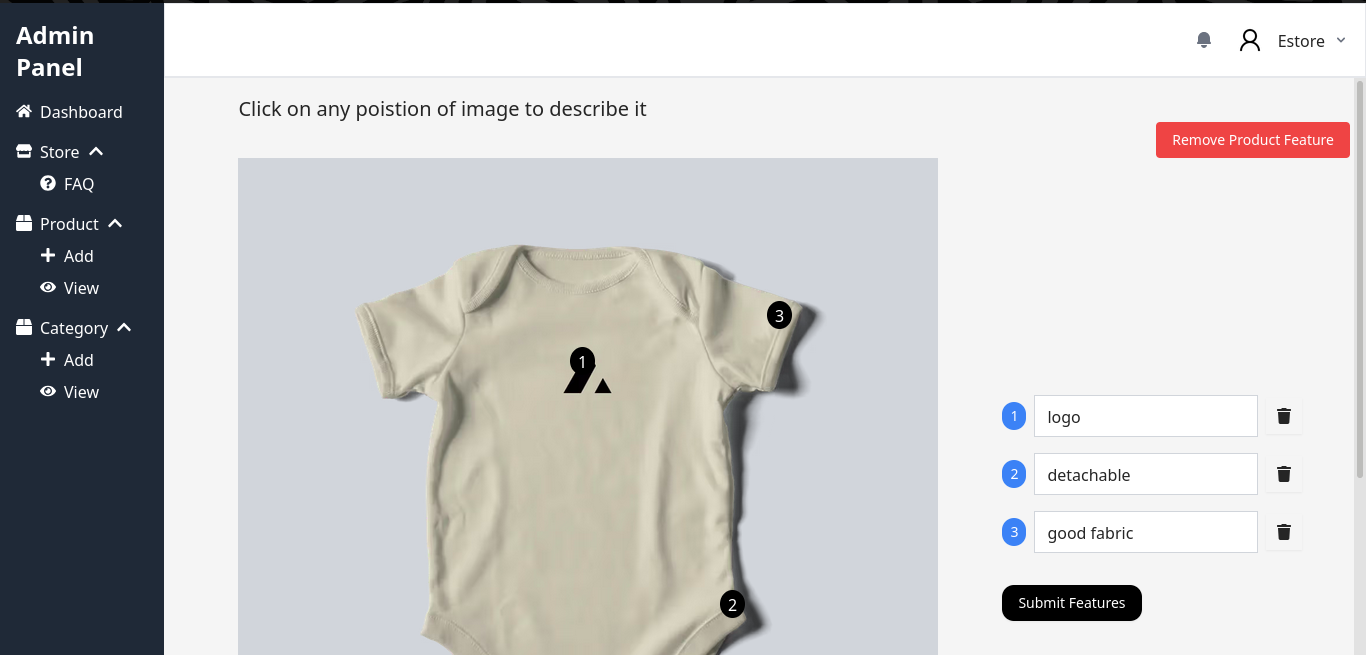 Admin
Panel
Dashboard
Store
FAQ
Product
Add
View
Category
Add
View
Estore
Click on any poistion of image to describe it
Remove Product Feature
1
3
2
1 logo
2 detachable
3 good fabric
Submit Features